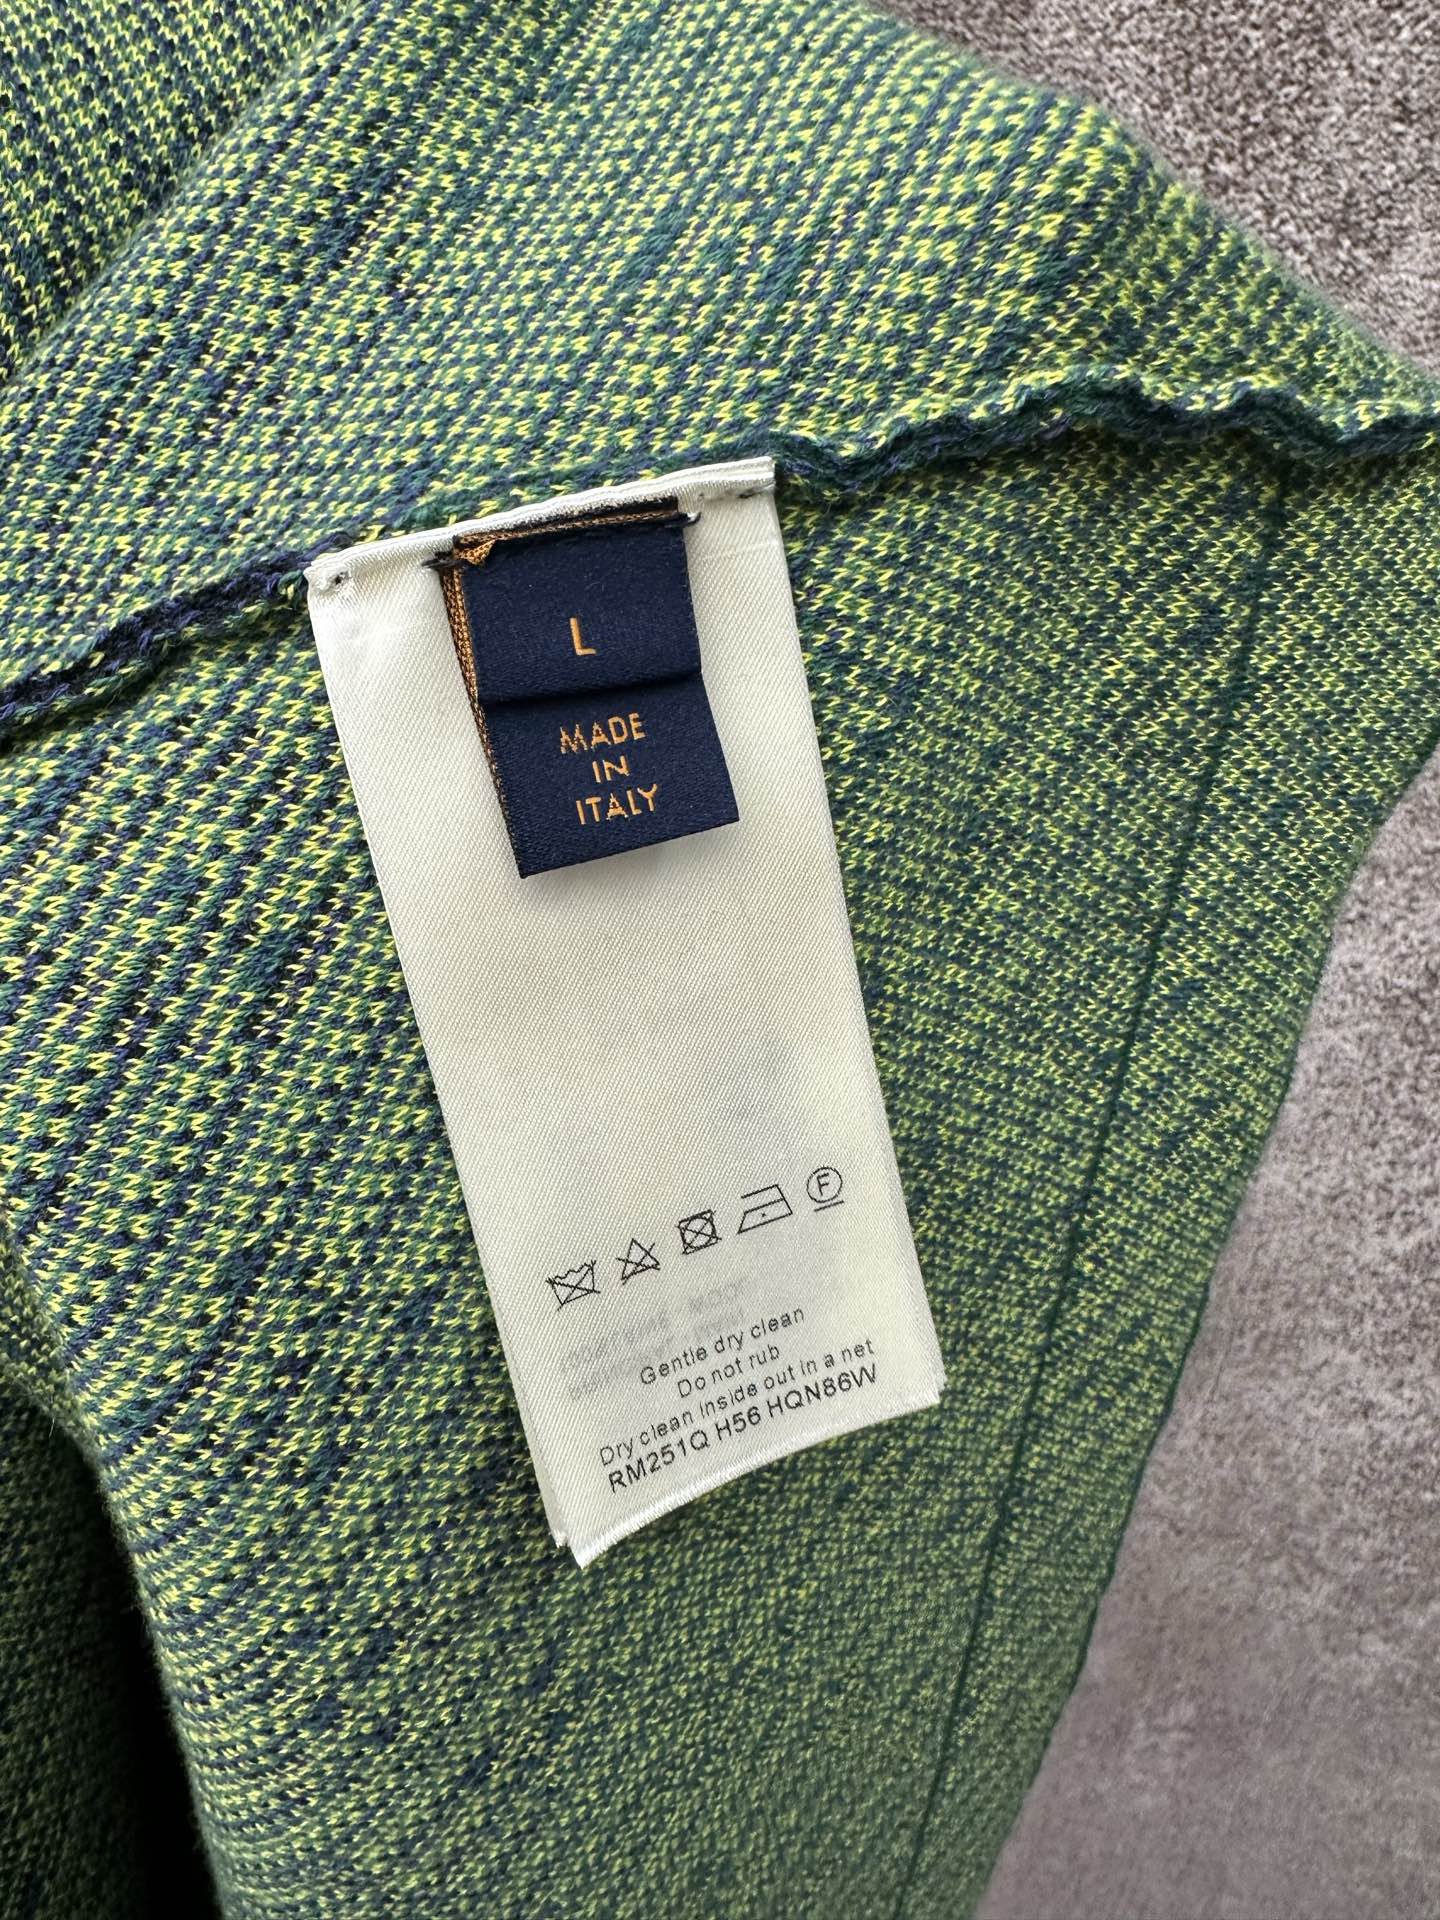 L
MADE
IN
ITALY
F
Gentle dry clean
Do not rub
Dry clean inside out in a net
RM251Q H56 HQN86W